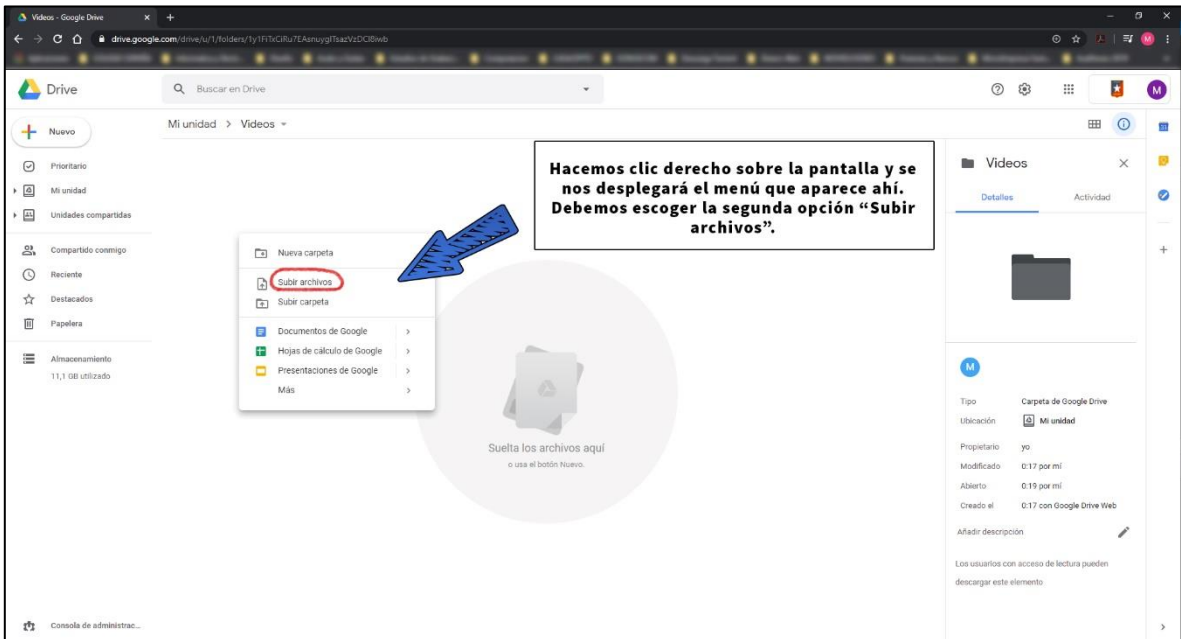 Videos - Google Drive
drive.google.com/drive/u/1/folders/1y1FiTxCiRu7EAsnuyglTsazVzDClBiwb
Drive
Buscar en Drive
M
Nuevo
Mi unidad > Videos
Prioritario
Mi unidad
Unidades compartidas
Compartido conmigo
Reciente
Destacados
Papelera
Almacenamiento
11,1 GB utilizado
Consola de administrac...
Hacemos clic derecho sobre la pantalla y se
nos desplegará el menú que aparece ahí.
Debemos escoger la segunda opción “Subir
archivos”.
Nueva carpeta
Subir archivos
Subir carpeta
Documentos de Google
Hojas de cálculo de Google
Presentaciones de Google
Más
Suelta los archivos aquí
o usa el botón Nuevo.
Videos
Detalles Actividad
M
Tipo Carpeta de Google Drive
Ubicación Mi unidad
Propietario yo
Modificado 0:17 por mí
Abierto 0:19 por mí
Creado el 0:17 con Google Drive Web
Añadir descripción
Los usuarios con acceso de lectura pueden
descargar este elemento